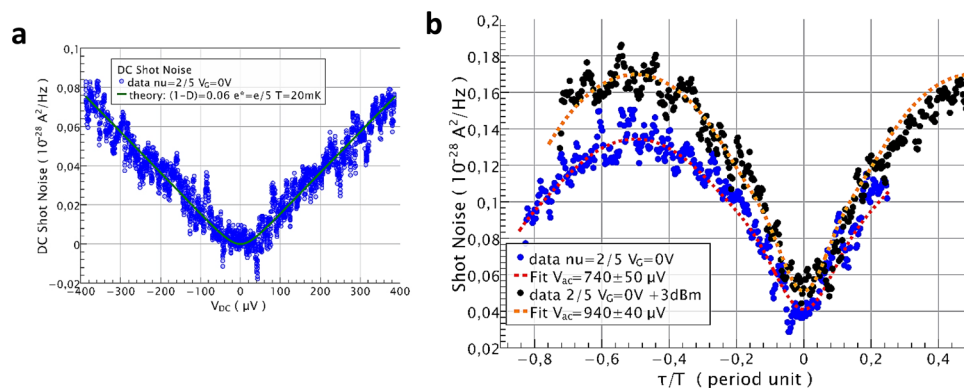 a
DC Shot Noise
data nu=2/5 V_G=0V
theory: (1-D)=0.06 e*=e/5 T=20mK
DC Shot Noise ( 10⁻²⁸ A²/Hz)
0,1
0,08
0,06
0,04
0,02
0
-0,02
-400 -300 -200 -100 0 100 200 300 400
V_DC ( µV)
b
Shot Noise ( 10⁻²⁸ A²/Hz)
0,2
0,18
0,16
0,14
0,12
0,1
0,08
0,06
0,04
0,02
data nu=2/5 V_G=0V
Fit V_ac=740±50 µV
data 2/5 V_G=0V +3dBm
Fit V_ac=940±40 µV
-0,8 -0,6 -0,4 -0,2 0 0,2 0,4
τ/T ( period unit)